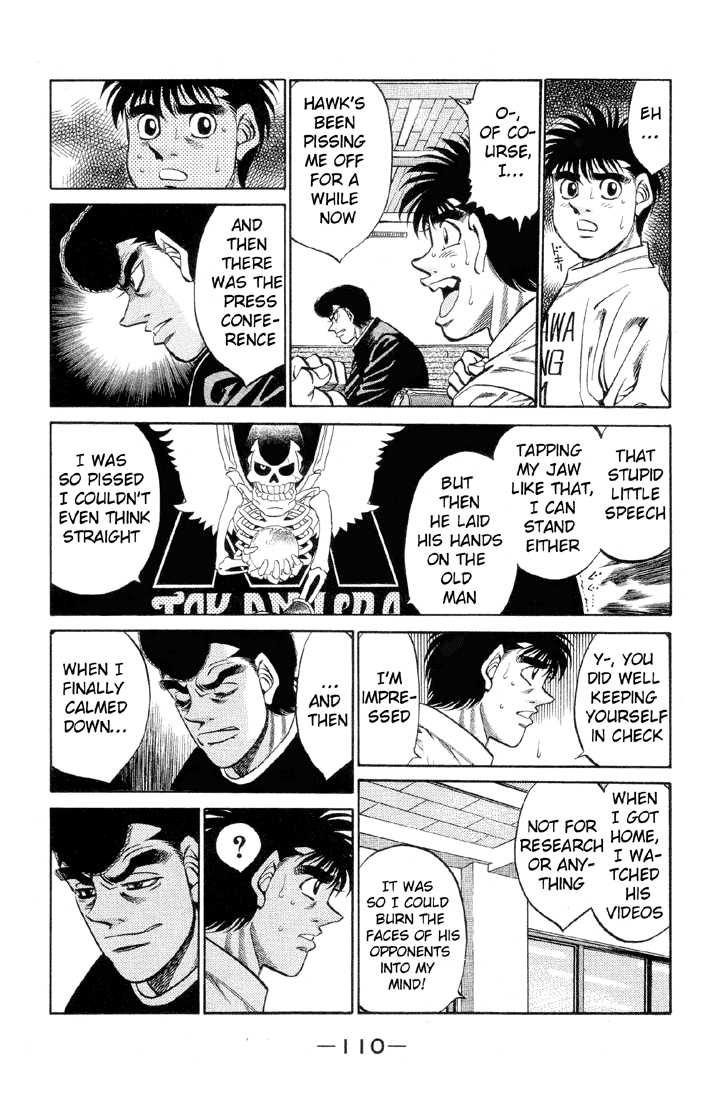 EH
...
O-,
OF CO-
URSE,
I...
HAWK'S
BEEN
PISSING
ME OFF
FOR A
WHILE
NOW
AWA
NG
M
AND
THEN
THERE
WAS THE
PRESS
CONFE-
RENCE
THAT
STUPID
LITTLE
SPEECH
TAPPING
MY JAW
LIKE THAT,
I CAN
STAND
EITHER
BUT
THEN
HE LAID
HIS HANDS
ON THE
OLD
MAN
I WAS
SO PISSED
I COULDN'T
EVEN THINK
STRAIGHT
Y-, YOU
DID WELL
KEEPING
YOURSELF
IN CHECK
I'M
IMPRE-
SSED
...
AND
THEN
WHEN I
FINALLY
CALMED
DOWN...
WHEN
I GOT
HOME,
I WA-
TCHED
HIS
VIDEOS
NOT FOR
RESEARCH
OR ANY-
THING
IT WAS
SO I COULD
BURN THE
FACES OF HIS
OPPONENTS
INTO MY
MIND!
?
—110—